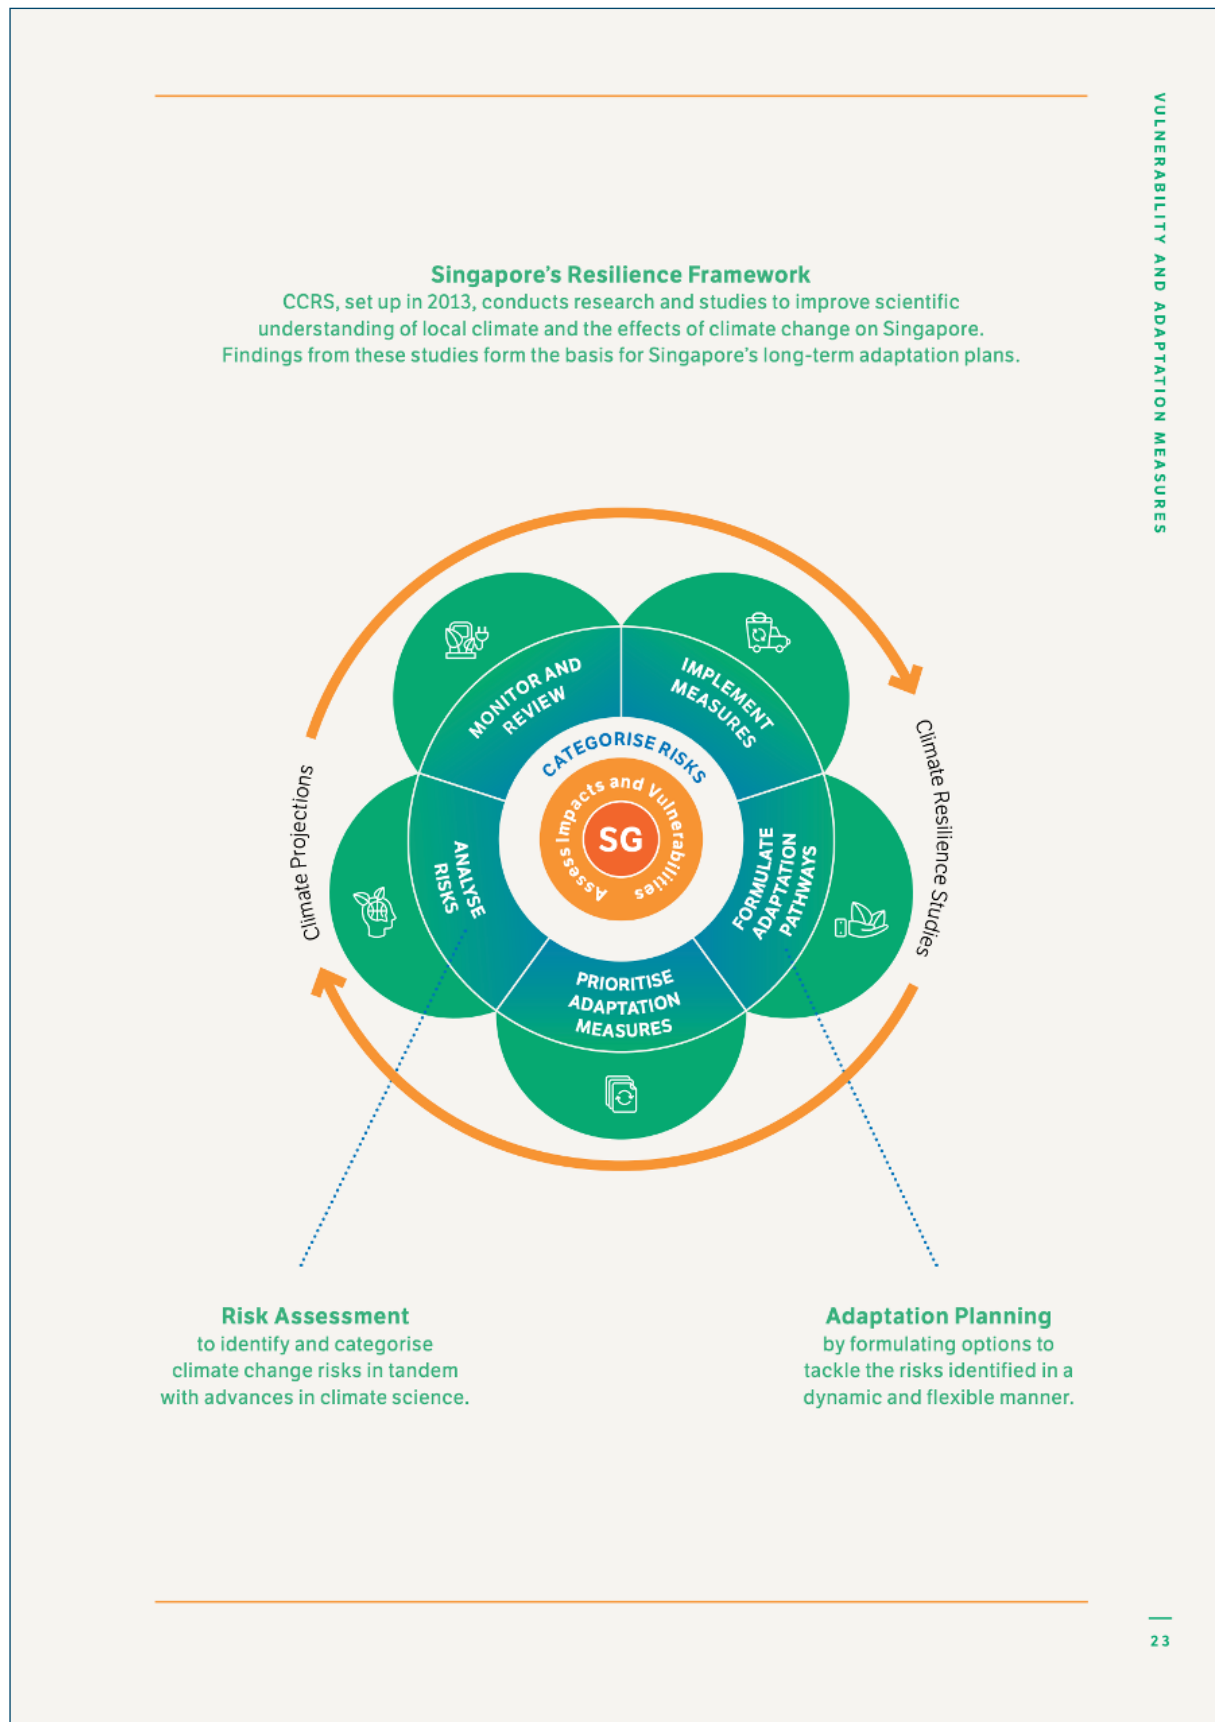 VULNERABILITY AND ADAPTATION MEASURES
Singapore's Resilience Framework
CCRS, set up in 2013, conducts research and studies to improve scientific
understanding of local climate and the effects of climate change on Singapore.
Findings from these studies form the basis for Singapore's long-term adaptation plans.
MONITOR AND
REVIEW
IMPLEMENT
MEASURES
CATEGORISE RISKS
Assess Impacts and Vulnerabilities
SG
Climate Projections
Climate Resilience Studies
ANALYSE
RISKS
FORMULATE
ADAPTATION
PATHWAYS
PRIORITISE
ADAPTATION
MEASURES
Risk Assessment
to identify and categorise
climate change risks in tandem
with advances in climate science.
Adaptation Planning
by formulating options to
tackle the risks identified in a
dynamic and flexible manner.
23